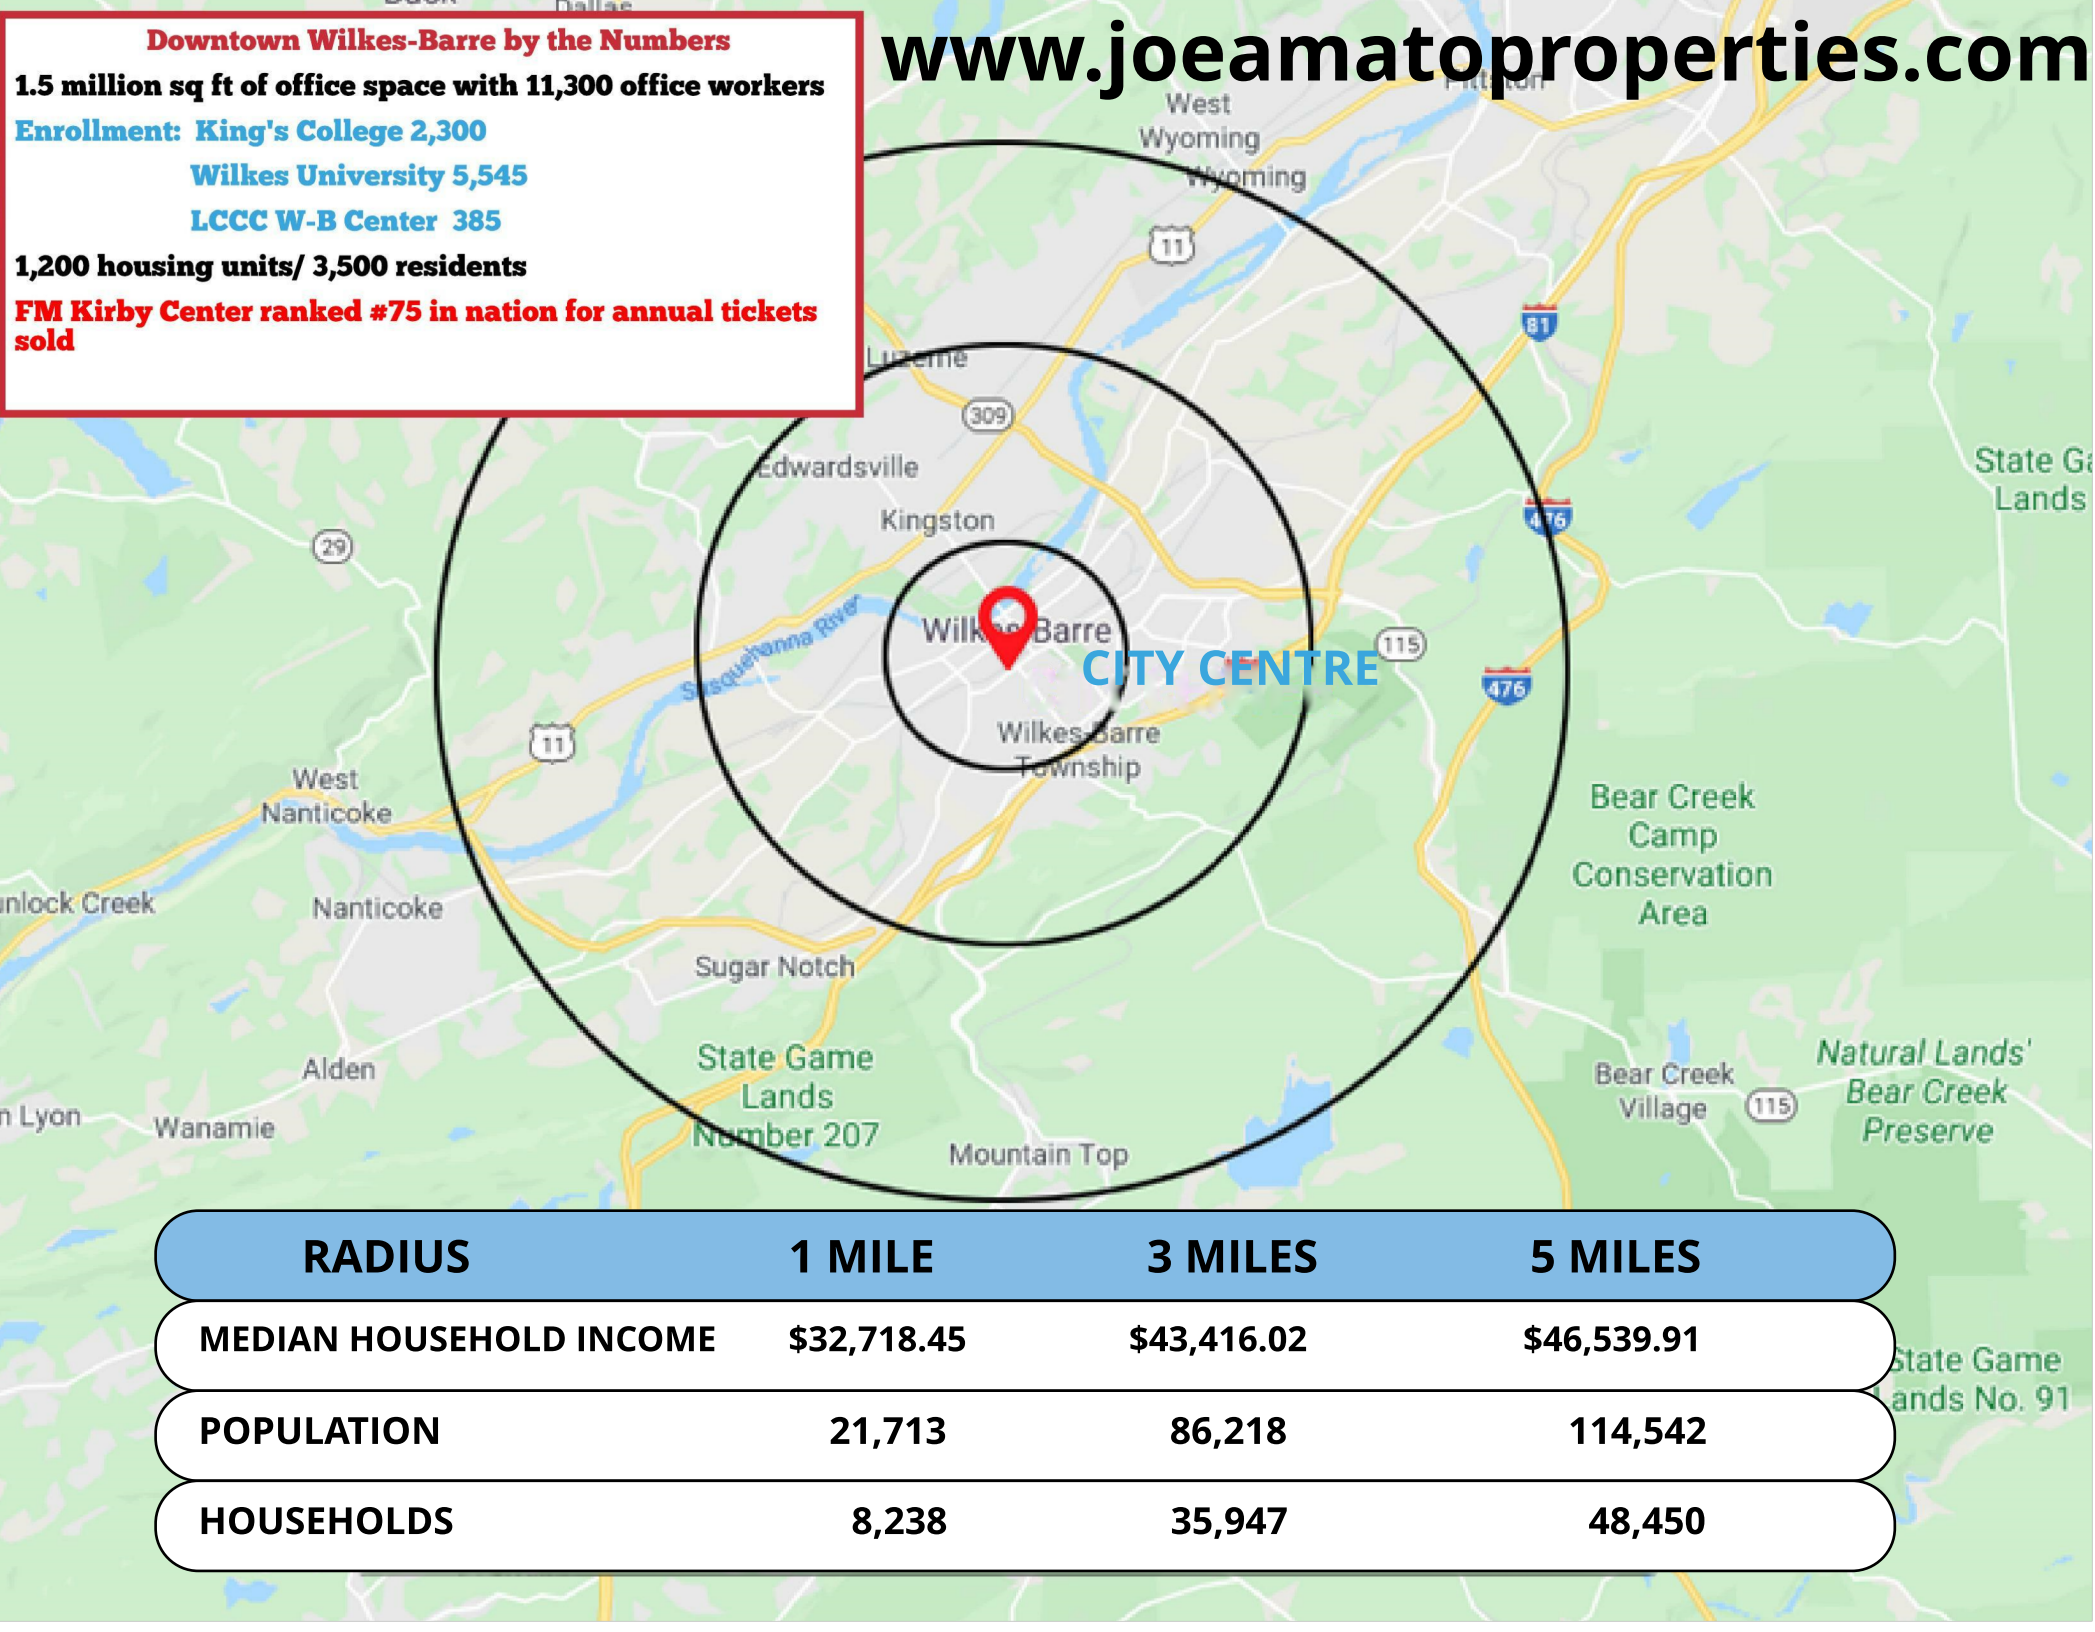 Downtown Wilkes-Barre by the Numbers
1.5 million sq ft of office space with 11,300 office workers
Enrollment: King's College 2,300
Wilkes University 5,545
LCCC W-B Center 385
1,200 housing units/ 3,500 residents
FM Kirby Center ranked #75 in nation for annual tickets
sold
www.joeamatoproperties.com
Dallas
Pittston
West
Wyoming
Wyoming
11
81
Luzerne
309
Edwardsville
Kingston
State Ga
Lands
476
29
Wilkes-Barre
CITY CENTRE
115
Susquehanna River
476
11
Wilkes-Barre
Township
West
Nanticoke
Bear Creek
Camp
Conservation
Area
unlock Creek
Nanticoke
Sugar Notch
State Game
Lands
Number 207
Alden
Bear Creek
Village
115
Natural Lands'
Bear Creek
Preserve
n Lyon
Wanamie
Mountain Top
RADIUS 1 MILE 3 MILES 5 MILES
MEDIAN HOUSEHOLD INCOME $32,718.45 $43,416.02 $46,539.91
State Game
Lands No. 91
POPULATION 21,713 86,218 114,542
HOUSEHOLDS 8,238 35,947 48,450